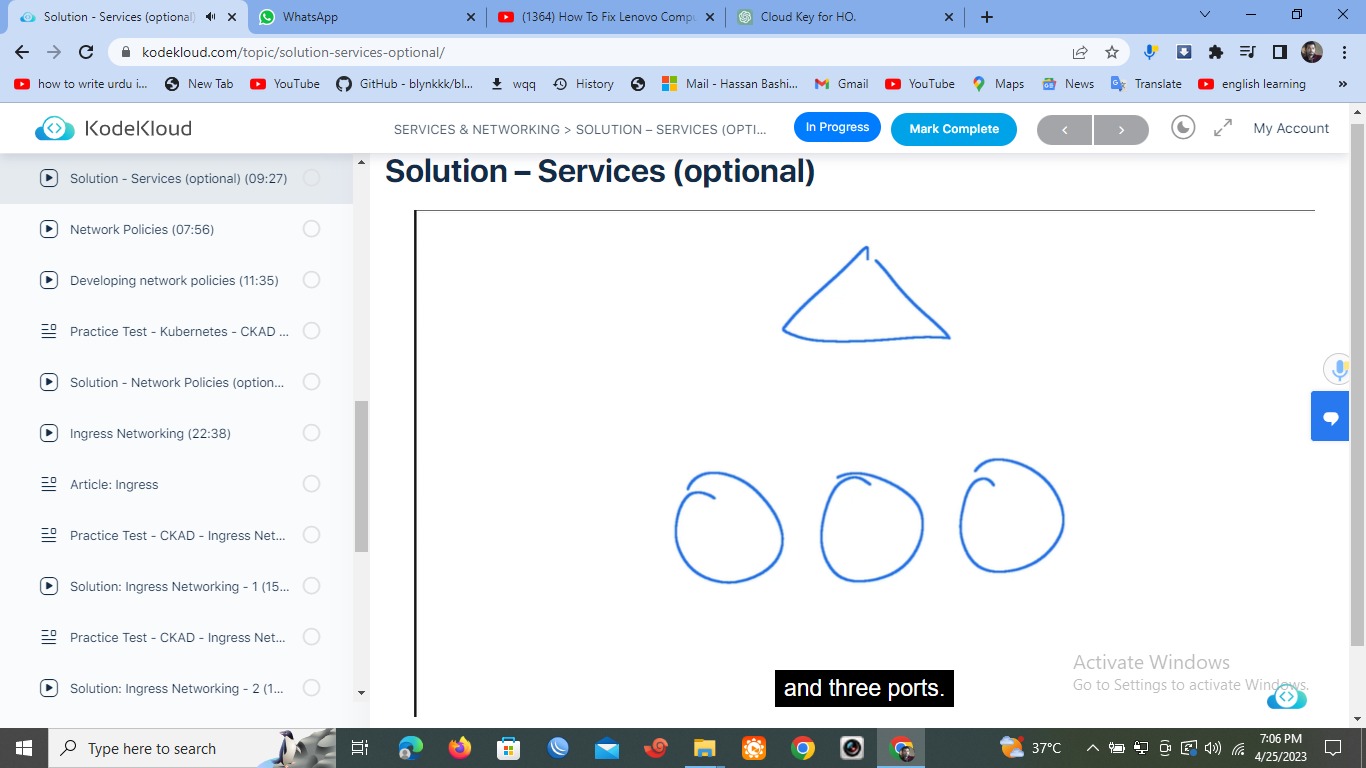 Solution - Services (optional)
WhatsApp
(1364) How To Fix Lenovo Compu
Cloud Key for HO.
kodekloud.com/topic/solution-services-optional/
how to write urdu i...
New Tab
YouTube
GitHub - blynkkk/bl...
wqq
History
Mail - Hassan Bashi...
Gmail
YouTube
Maps
News
Translate
english learning
»
KodeKloud
SERVICES & NETWORKING > SOLUTION – SERVICES (OPTI...
In Progress
Mark Complete
My Account
Solution - Services (optional) (09:27)
Network Policies (07:56)
Developing network policies (11:35)
Practice Test - Kubernetes - CKAD ...
Solution - Network Policies (option...
Ingress Networking (22:38)
Article: Ingress
Practice Test - CKAD - Ingress Net...
Solution: Ingress Networking - 1 (15...
Practice Test - CKAD - Ingress Net...
Solution: Ingress Networking - 2 (1...
Solution – Services (optional)
and three ports.
Activate Windows
Go to Settings to activate Windows.
Type here to search
37°C
7:06 PM
4/25/2023